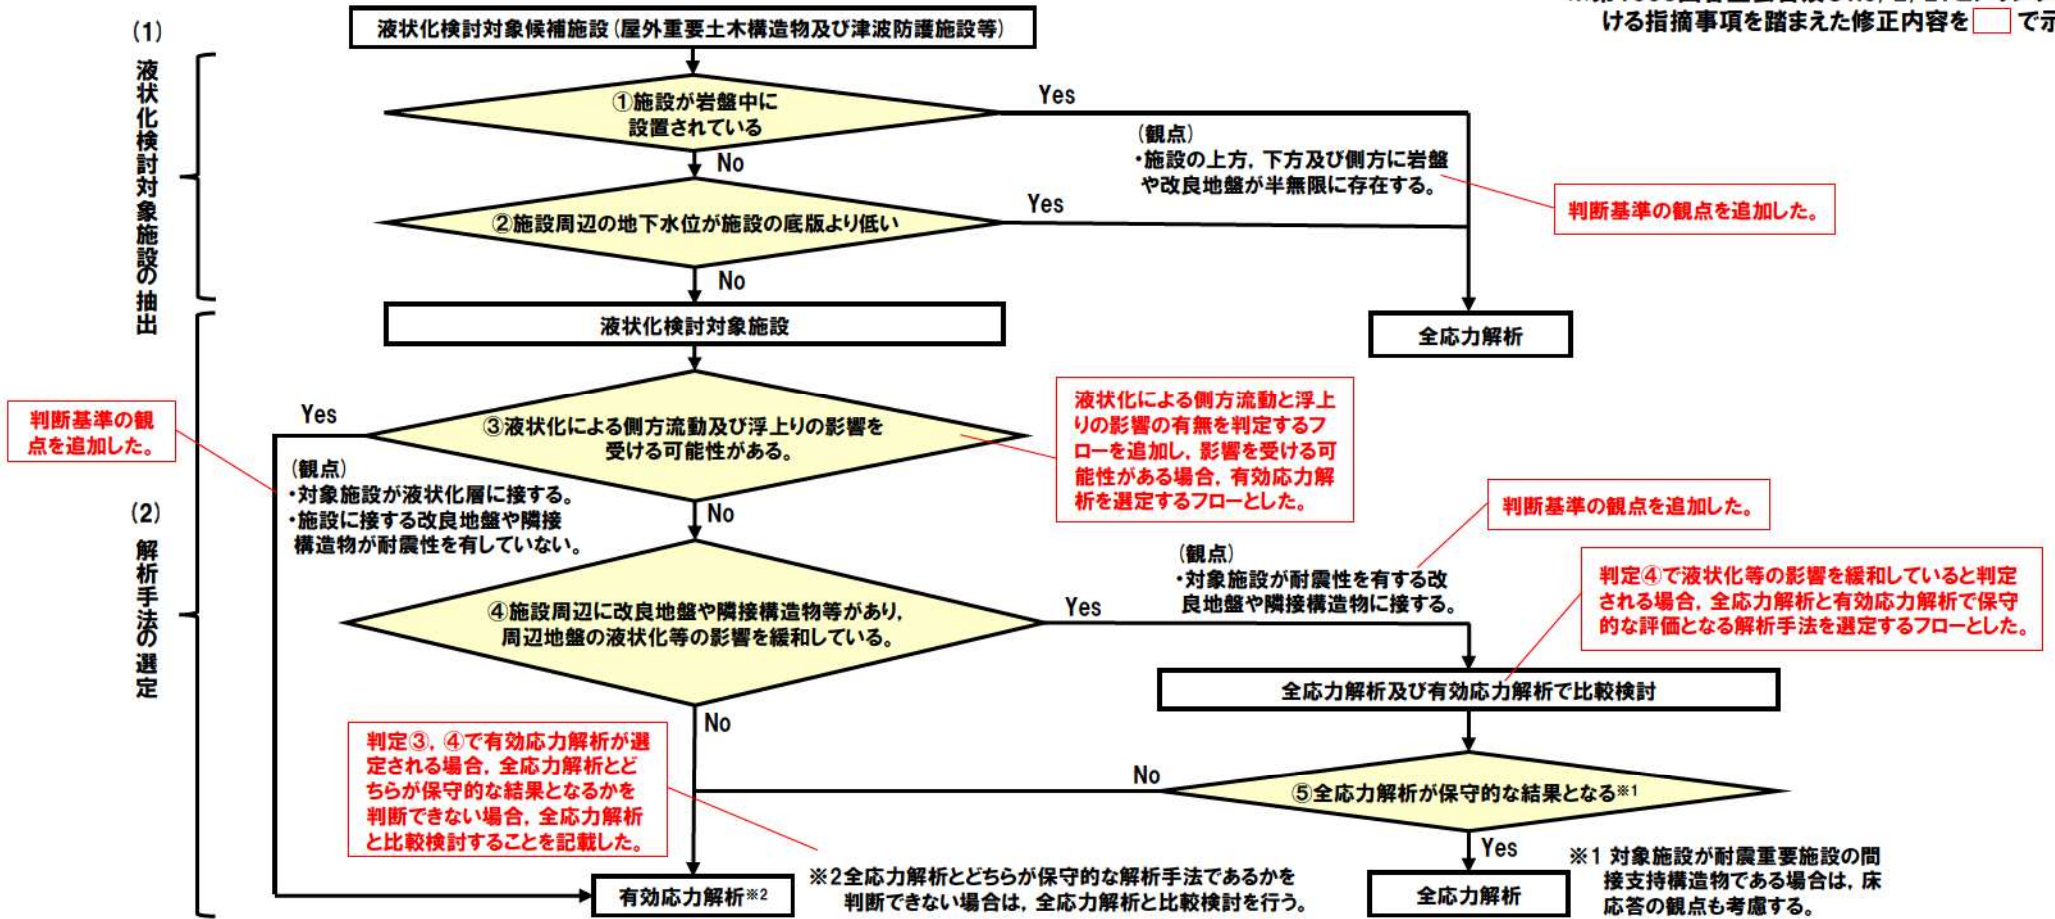 ける指摘事項を踏まえた修正内容を
で示
(1)
液状化検討対象施設の抽出
液状化検討対象候補施設(屋外重要土木構造物及び津波防護施設等)
①施設が岩盤中に
設置されている
Yes
No
(観点)
・施設の上方，下方及び側方に岩盤
や改良地盤が半無限に存在する。
判断基準の観点を追加した。
②施設周辺の地下水位が施設の底版より低い
Yes
No
液状化検討対象施設
全応力解析
(2)
解析手法の選定
判断基準の観
点を追加した。
Yes
③液状化による側方流動及び浮上りの影響を
受ける可能性がある。
液状化による側方流動と浮上
りの影響の有無を判定するフ
ローを追加し，影響を受ける可
能性がある場合，有効応力解
析を選定するフローとした。
(観点)
・対象施設が液状化層に接する。
・施設に接する改良地盤や隣接
構造物が耐震性を有していない。
No
判断基準の観点を追加した。
④施設周辺に改良地盤や隣接構造物等があり，
周辺地盤の液状化等の影響を緩和している。
Yes
(観点)
・対象施設が耐震性を有する改
良地盤や隣接構造物に接する。
判定④で液状化等の影響を緩和していると判定
される場合，全応力解析と有効応力解析で保守
的な評価となる解析手法を選定するフローとした。
全応力解析及び有効応力解析で比較検討
No
判定③，④で有効応力解析が選
定される場合，全応力解析とど
ちらが保守的な結果となるかを
判断できない場合，全応力解析
と比較検討することを記載した。
No
⑤全応力解析が保守的な結果となる※1
Yes
※1 対象施設が耐震重要施設の間
接支持構造物である場合は，床
応答の観点も考慮する。
有効応力解析※2
※2全応力解析とどちらが保守的な解析手法であるかを
判断できない場合は，全応力解析と比較検討を行う。
全応力解析